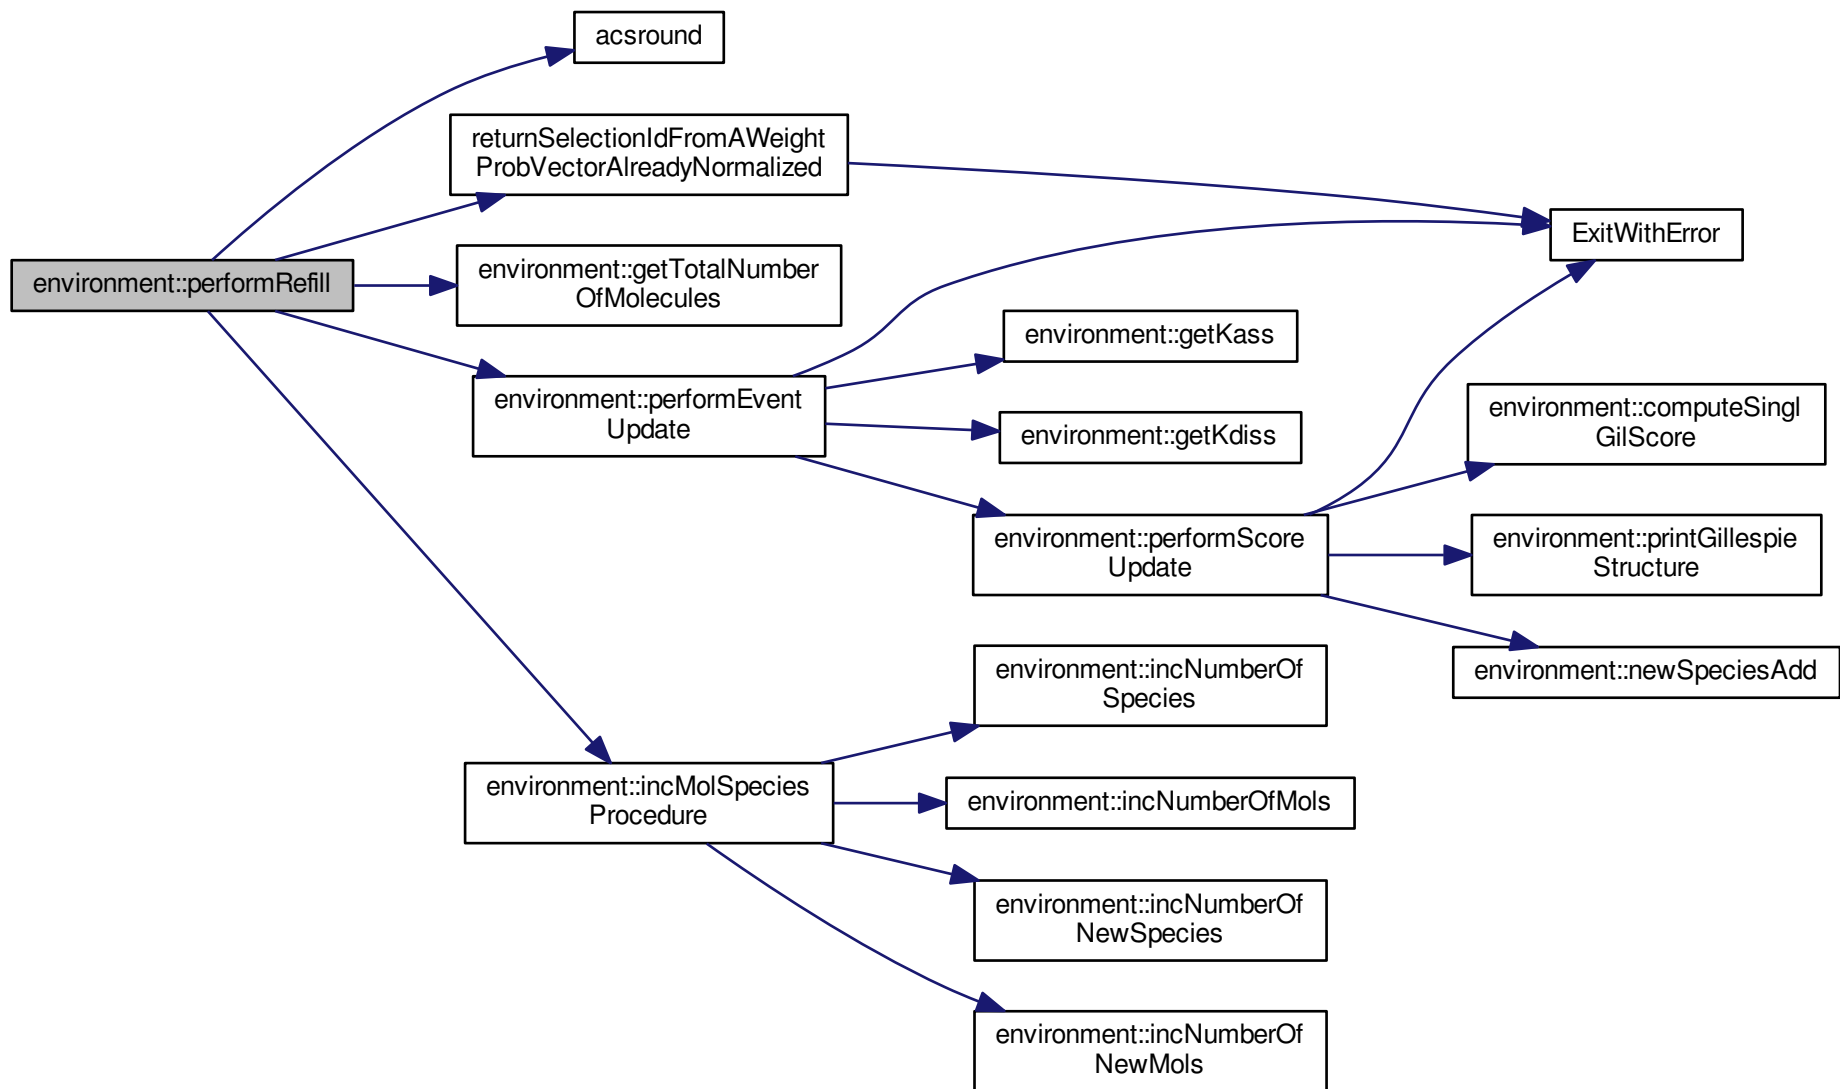 acsround
returnSelectionIdFromAWeight
ProbVectorAlreadyNormalized
ExitWithError
environment::performRefill
environment::getTotalNumber
OfMolecules
environment::getKass
environment::performEvent
Update
environment::getKdiss
environment::computeSingl
GilScore
environment::performScore
Update
environment::printGillespie
Structure
environment::newSpeciesAdd
environment::incNumberOf
Species
environment::incMolSpecies
Procedure
environment::incNumberOfMols
environment::incNumberOf
NewSpecies
environment::incNumberOf
NewMols